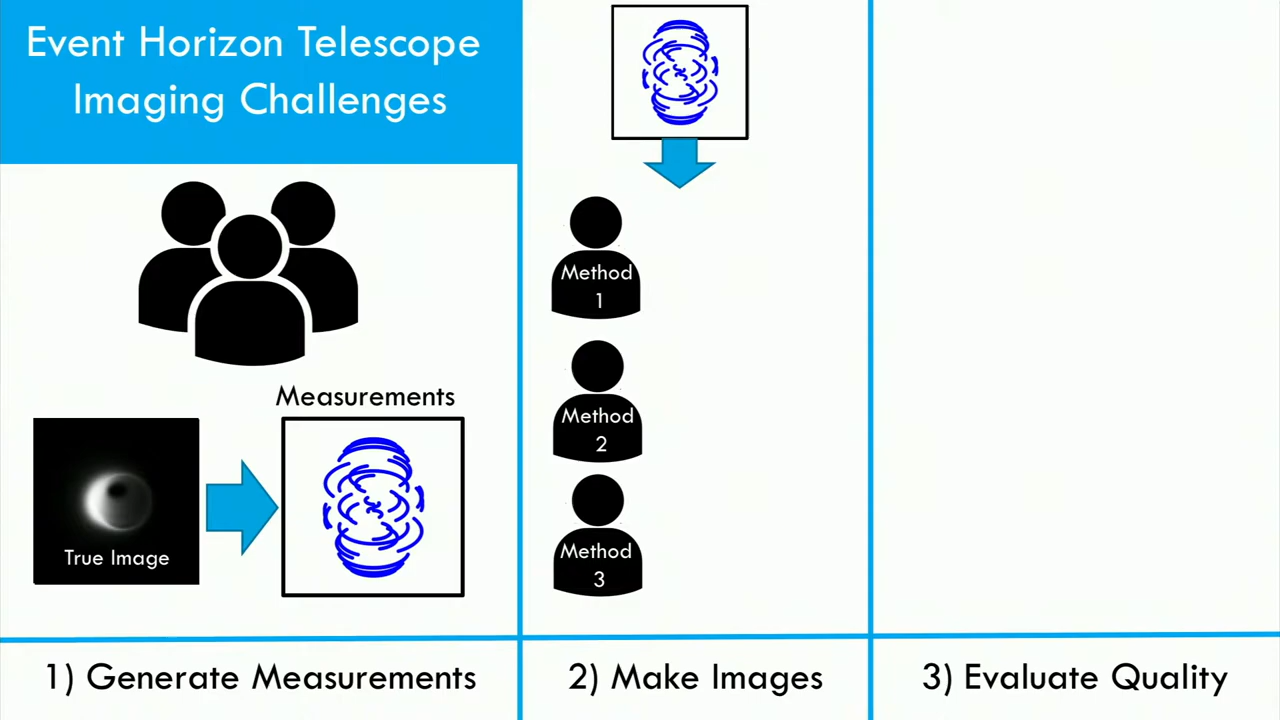 Event Horizon Telescope
Imaging Challenges
Measurements
True Image
1) Generate Measurements
Method
1
Method
2
Method
3
2) Make Images
3) Evaluate Quality